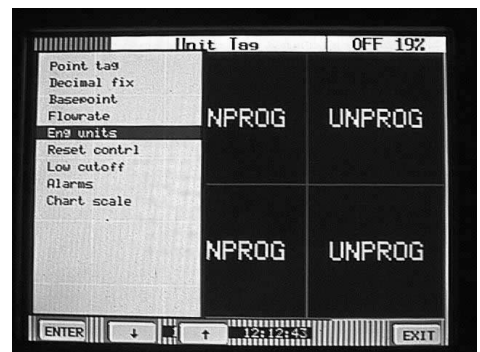 Unit Tag
OFF 19%
Point tag
Decimal fix
Basepoint
Flowrate
Eng units
Reset contrl
Low cutoff
Alarms
Chart scale
NPROG
UNPROG
NPROG
UNPROG
ENTER
↓
↑
12:12:43
EXIT